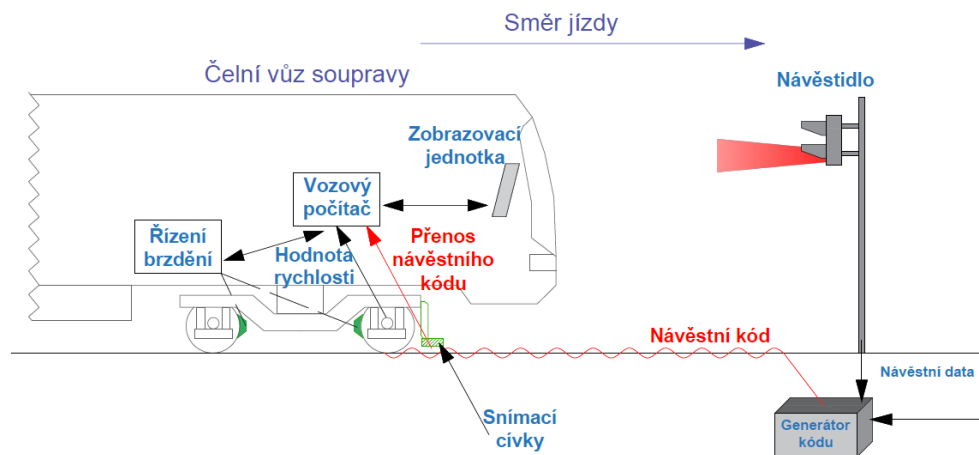 Směr jízdy
Čelní vůz soupravy
Návěstidlo
Zobrazovací
jednotka
Vozový
počítač
Řízení
brzdění
Hodnota
rychlosti
Přenos
návěstního
kódu
Návěstní kód
Návěstní data
Snímací
cívky
Generátor
kódu